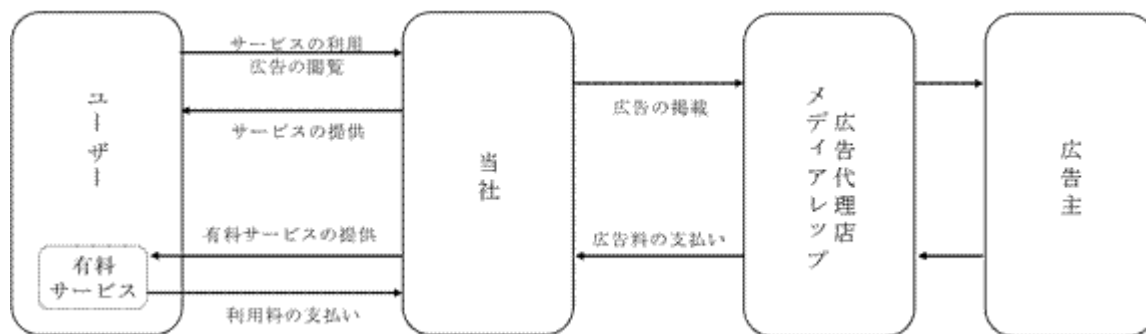 ユーザー
サービスの利用
広告の閲覧
サービスの提供
有料サービスの提供
有料
サービス
利用料の支払い
当社
広告の掲載
広告料の支払い
広告代理店
メディアレップ
広告主